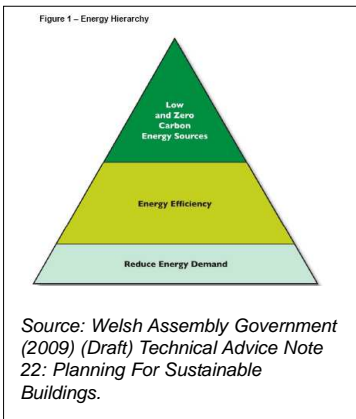 Figure 1 – Energy Hierarchy
Low
and Zero
Carbon
Energy Sources
Energy Efficiency
Reduce Energy Demand
Source: Welsh Assembly Government
(2009) (Draft) Technical Advice Note
22: Planning For Sustainable
Buildings.